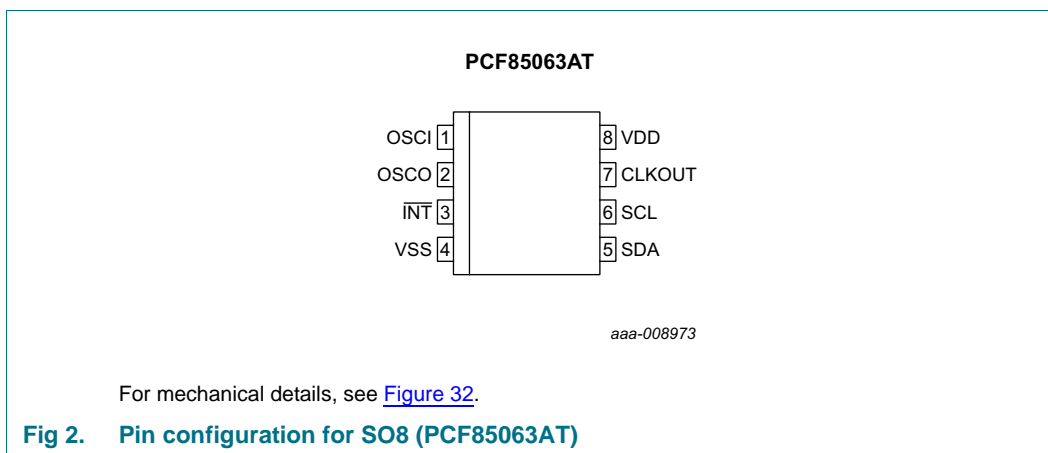 PCF85063AT
OSCI 1 8 VDD
OSCO 2 7 CLKOUT
INT 3 6 SCL
VSS 4 5 SDA
aaa-008973
For mechanical details, see Figure 32.
Fig 2. Pin configuration for SO8 (PCF85063AT)